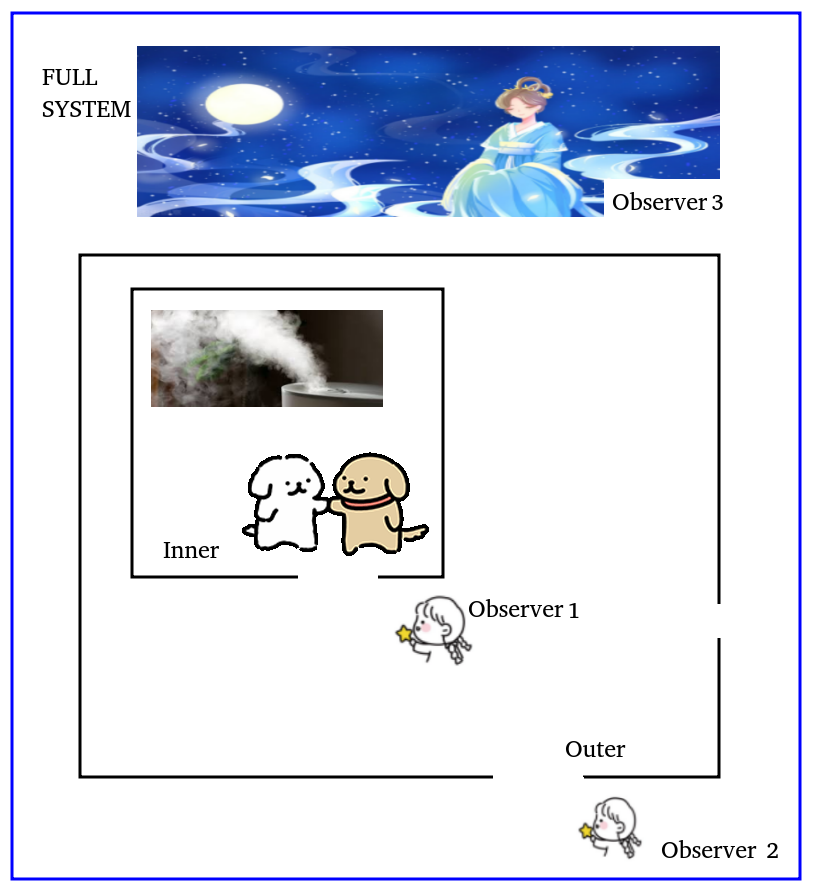 FULL
SYSTEM
Observer 3
Inner
Observer 1
Outer
Observer 2